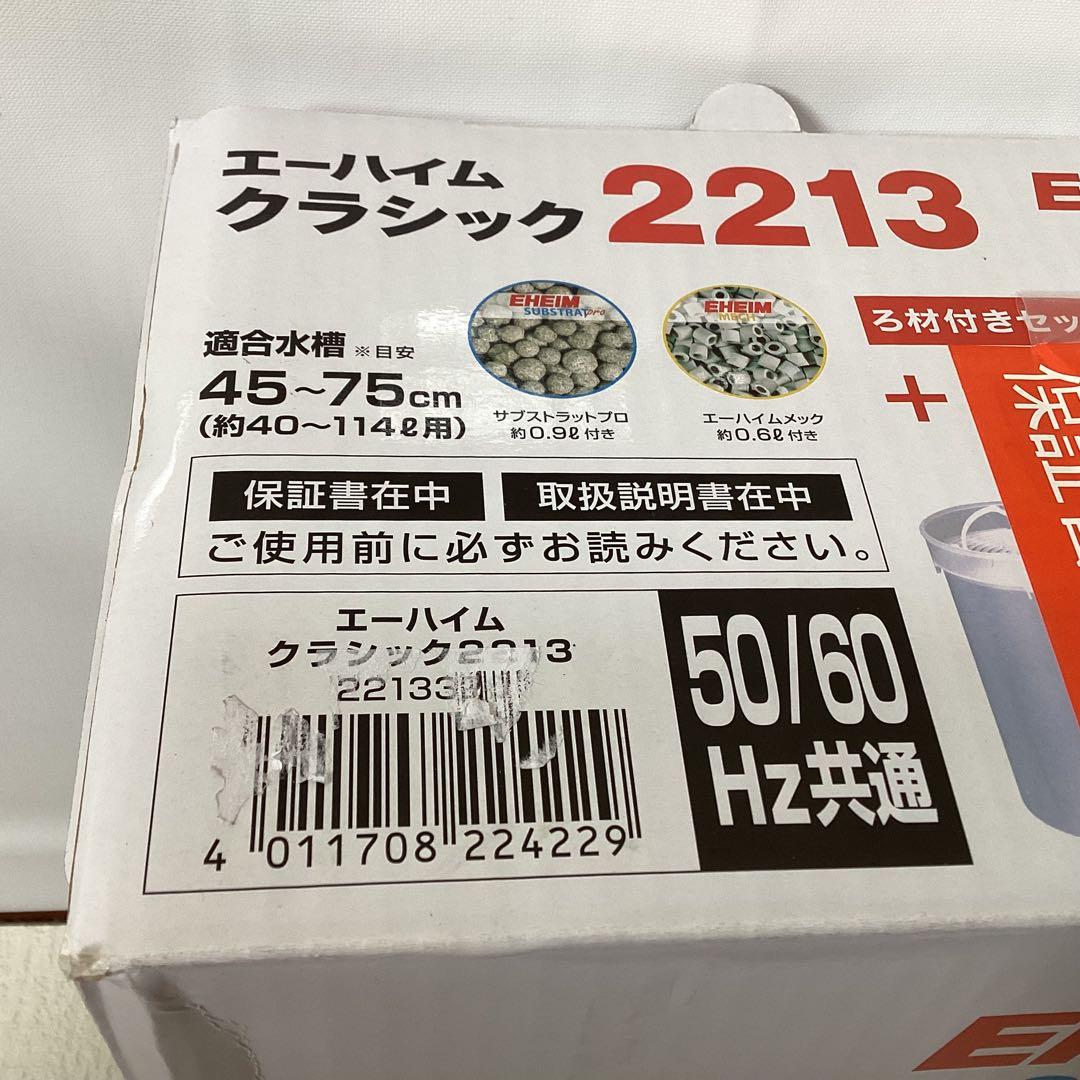 エーハイム
クラシック 2213
EHEIM
SUBSTRATpro
EHEIM
MECH
適合水槽 ※目安
45〜75cm
(約40〜114ℓ用)
サブストラットプロ
約0.9ℓ付き
エーハイムメック
約0.6ℓ付き
ろ材付きセッ
+
保証
保証書在中 取扱説明書在中
ご使用前に必ずお読みください。
エーハイム
クラシック2213
22133
50/60
Hz共通
4 011708 224229